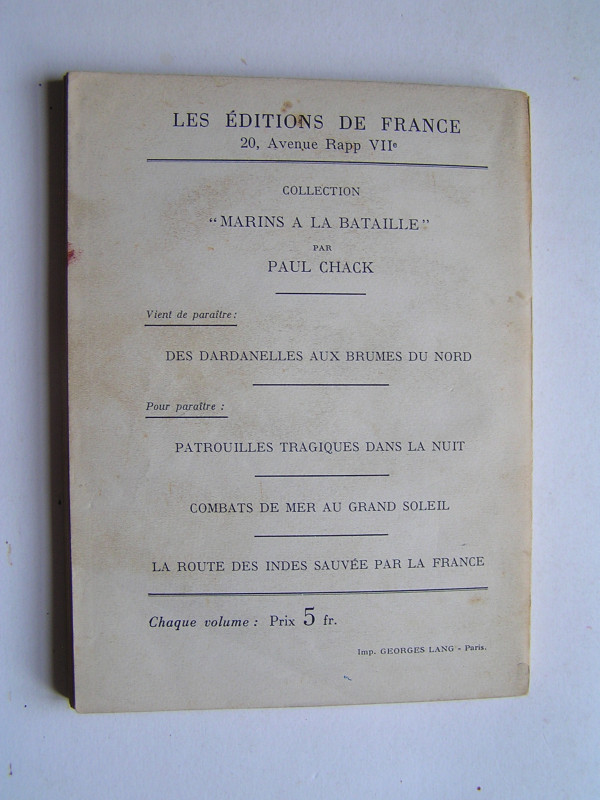 LES ÉDITIONS DE FRANCE
20, Avenue Rapp VIIe
COLLECTION
"MARINS A LA BATAILLE"
PAR
PAUL CHACK
Vient de paraître :
DES DARDANELLES AUX BRUMES DU NORD
Pour paraître :
PATROUILLES TRAGIQUES DANS LA NUIT
COMBATS DE MER AU GRAND SOLEIL
LA ROUTE DES INDES SAUVÉE PAR LA FRANCE
Chaque volume : Prix 5 fr.
Imp. GEORGES LANG - Paris.